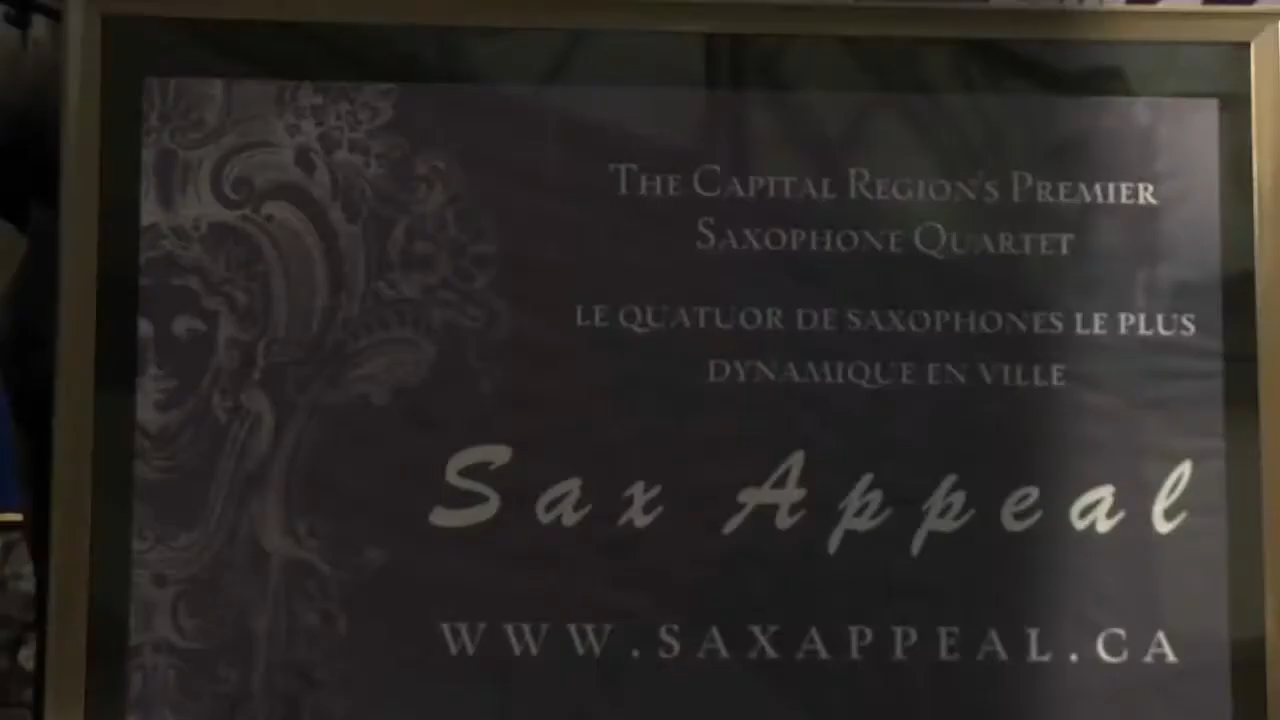 The Capital Region's Premier
Saxophone Quartet
LE QUATUOR DE SAXOPHONES LE PLUS
DYNAMIQUE EN VILLE
Sax Appeal
WWW.SAXAPPEAL.CA